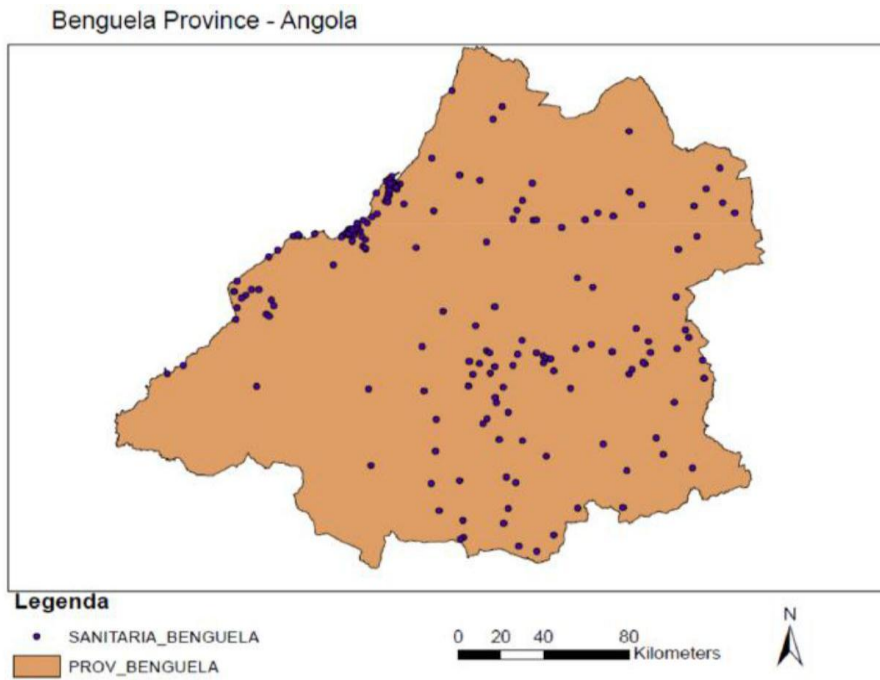 Benguela Province - Angola
Legenda
SANITARIA_BENGUELA
PROV_BENGUELA
0 20 40 80
Kilometers
N